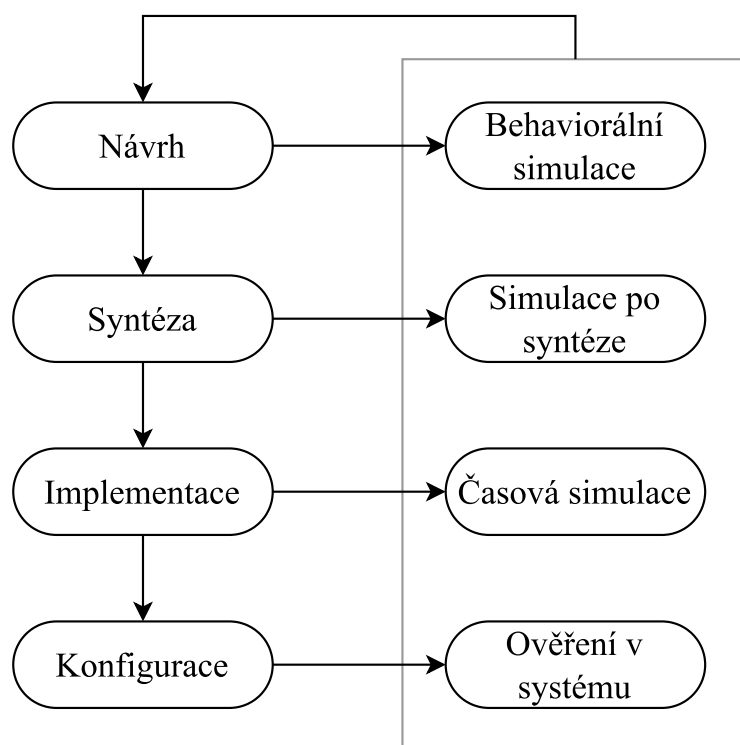 Návrh
Behaviorální
simulace
Syntéza
Simulace po
syntéze
Implementace
Časová simulace
Konfigurace
Ověření v
systému